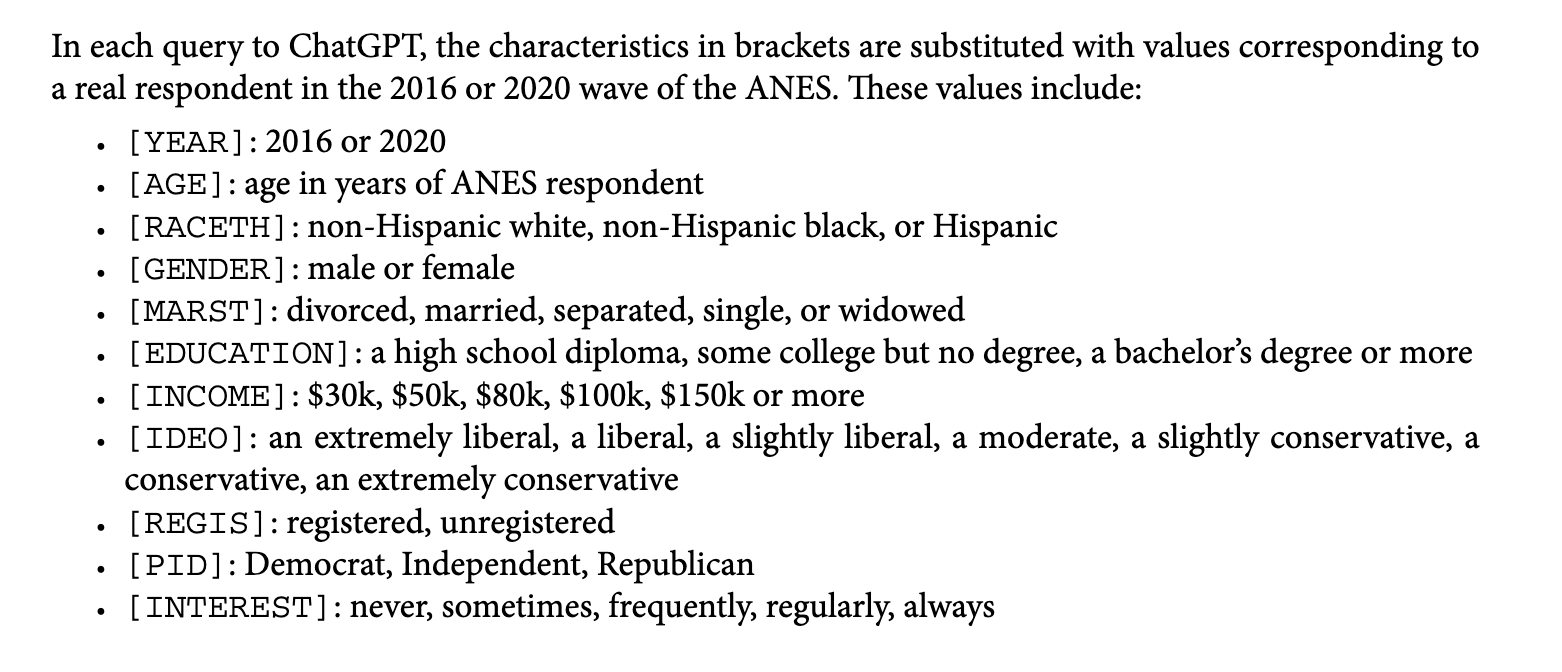 In each query to ChatGPT, the characteristics in brackets are substituted with values corresponding to
a real respondent in the 2016 or 2020 wave of the ANES. These values include:
• [YEAR]: 2016 or 2020
• [AGE]: age in years of ANES respondent
• [RACETH]: non-Hispanic white, non-Hispanic black, or Hispanic
• [GENDER]: male or female
• [MARST]: divorced, married, separated, single, or widowed
• [EDUCATION]: a high school diploma, some college but no degree, a bachelor’s degree or more
• [INCOME]: $30k, $50k, $80k, $100k, $150k or more
• [IDEO]: an extremely liberal, a liberal, a slightly liberal, a moderate, a slightly conservative, a
conservative, an extremely conservative
• [REGIS]: registered, unregistered
• [PID]: Democrat, Independent, Republican
• [INTEREST]: never, sometimes, frequently, regularly, always